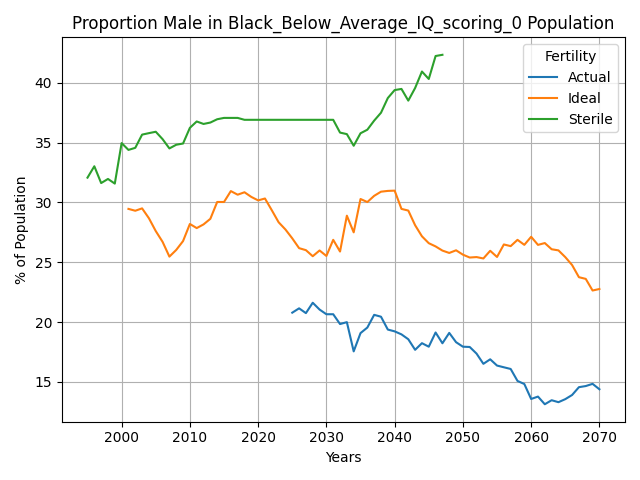 Proportion Male in Black_Below_Average_IQ_scoring_0 Population
Fertility
Actual
Ideal
Sterile
% of Population
40
35
30
25
20
15
2000
2010
2020
2030
2040
2050
2060
2070
Years